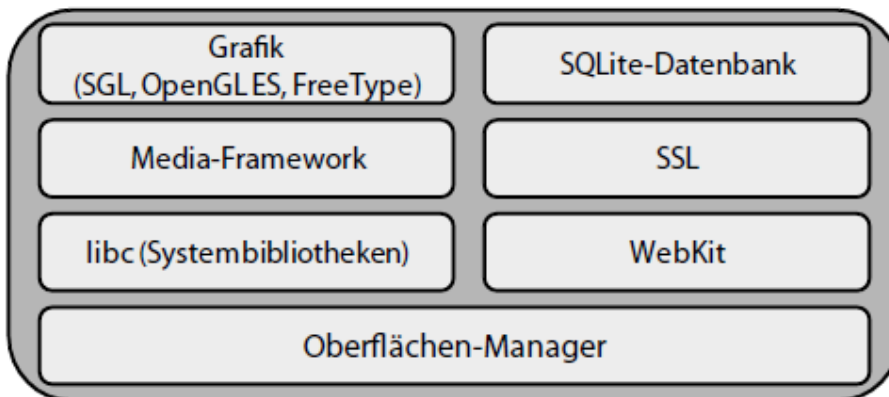 Grafik
(SGL, OpenGL ES, FreeType)
SQLite-Datenbank
Media-Framework
SSL
libc (Systembibliotheken)
WebKit
Oberflächen-Manager